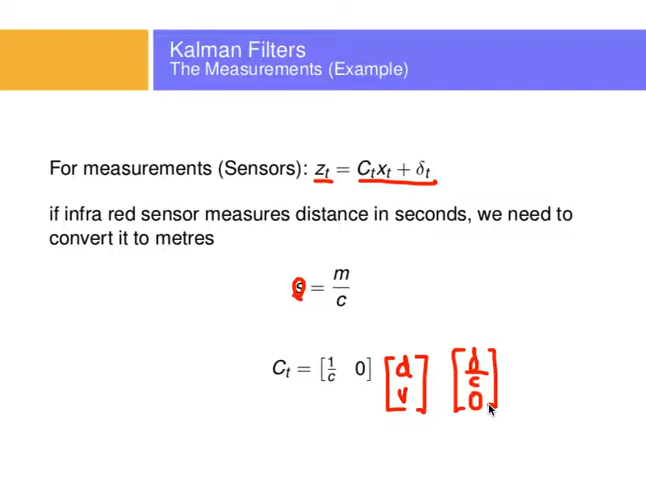 Kalman Filters
The Measurements (Example)
For measurements (Sensors): z_t = C_t x_t + δ_t
if infra red sensor measures distance in seconds, we need to
convert it to metres
s = m/c
C_t = [1/c 0] [d v] [d/c 0]